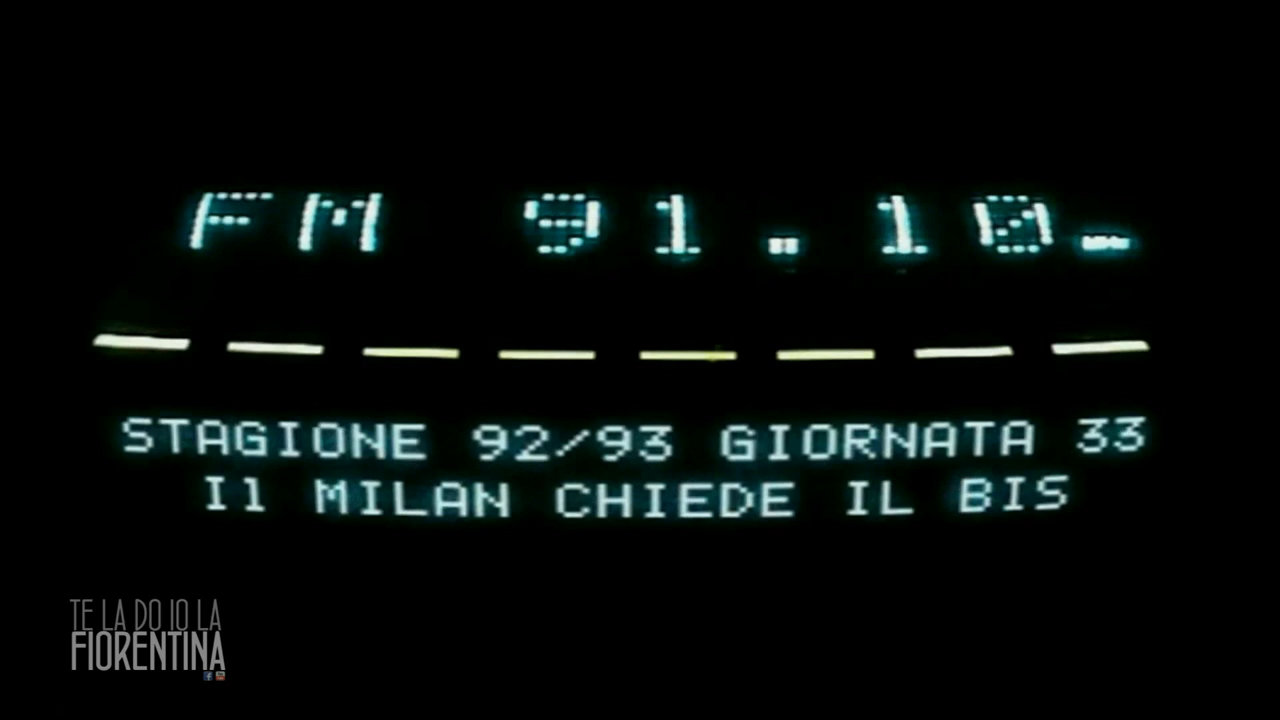 FM 91.10
STAGIONE 92/93 GIORNATA 33
Il MILAN CHIEDE IL BIS
TE LA DO IO LA
FIORENTINA